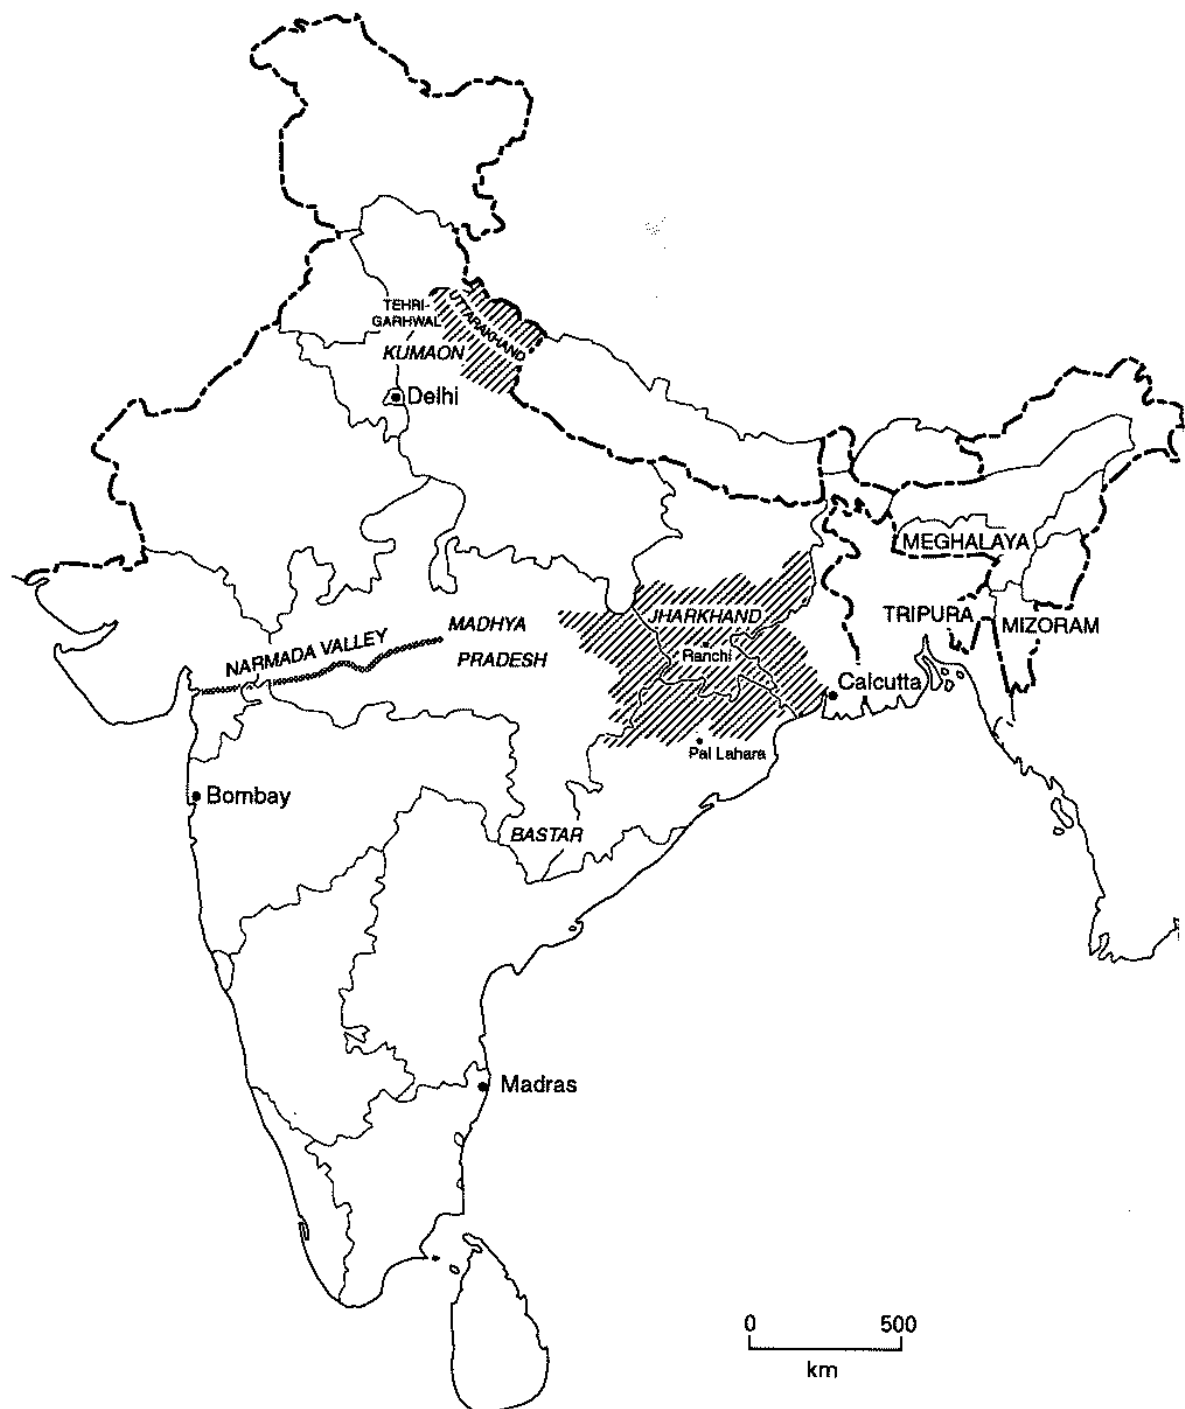 TEHRI-
GARHWAL
UTTARAKHAND
KUMAON
Delhi
MEGHALAYA
TRIPURA
MIZORAM
JHARKHAND
Ranchi
MADHYA
PRADESH
NARMADA VALLEY
Calcutta
Pal Lahara
Bombay
BASTAR
Madras
0 500
km